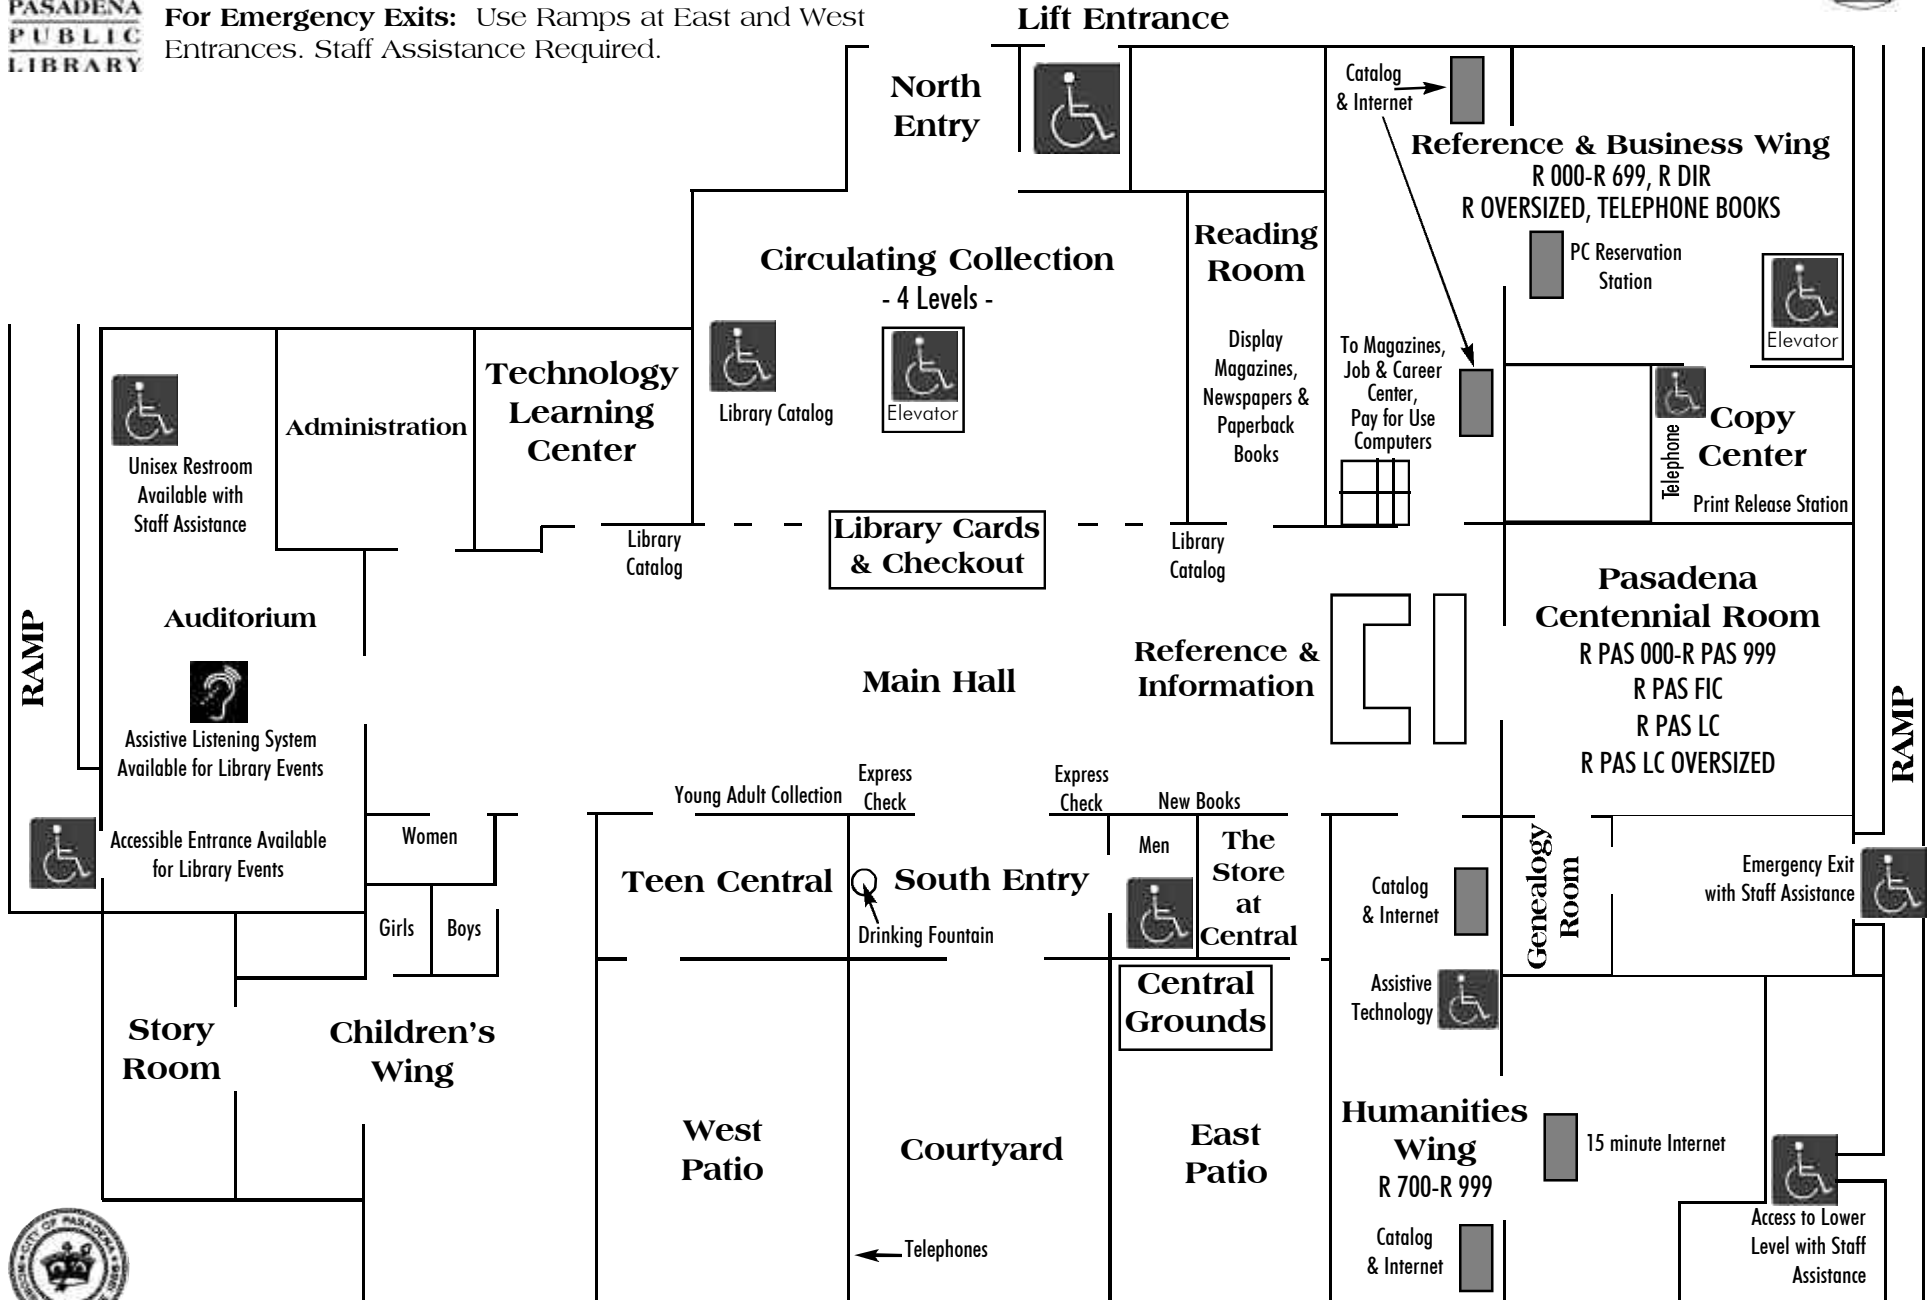 PASADENA
PUBLIC
LIBRARY
For Emergency Exits: Use Ramps at East and West
Entrances. Staff Assistance Required.
Lift Entrance
North
Entry
Catalog
& Internet
Reference & Business Wing
R 000-R 699, R DIR
R OVERSIZED, TELEPHONE BOOKS
PC Reservation
Station
Elevator
Reading
Room
Display
Magazines,
Newspapers &
Paperback
Books
To Magazines,
Job & Career
Center,
Pay for Use
Computers
Circulating Collection
- 4 Levels -
Library Catalog
Elevator
Technology
Learning
Center
Administration
Unisex Restroom
Available with
Staff Assistance
Telephone
Copy
Center
Print Release Station
Library
Catalog
Library Cards
& Checkout
Library
Catalog
Pasadena
Centennial Room
R PAS 000-R PAS 999
R PAS FIC
R PAS LC
R PAS LC OVERSIZED
RAMP
Auditorium
Assistive Listening System
Available for Library Events
Main Hall
Reference &
Information
RAMP
Accessible Entrance Available
for Library Events
Women
Girls
Boys
Young Adult Collection
Express
Check
Express
Check
New Books
Teen Central
South Entry
Drinking Fountain
Men
The
Store
at
Central
Catalog
& Internet
Genealogy
Room
Emergency Exit
with Staff Assistance
Central
Grounds
Assistive
Technology
Story
Room
Children's
Wing
West
Patio
Courtyard
East
Patio
Humanities
Wing
R 700-R 999
15 minute Internet
Telephones
Catalog
& Internet
Access to Lower
Level with Staff
Assistance
CITY OF PASADENA